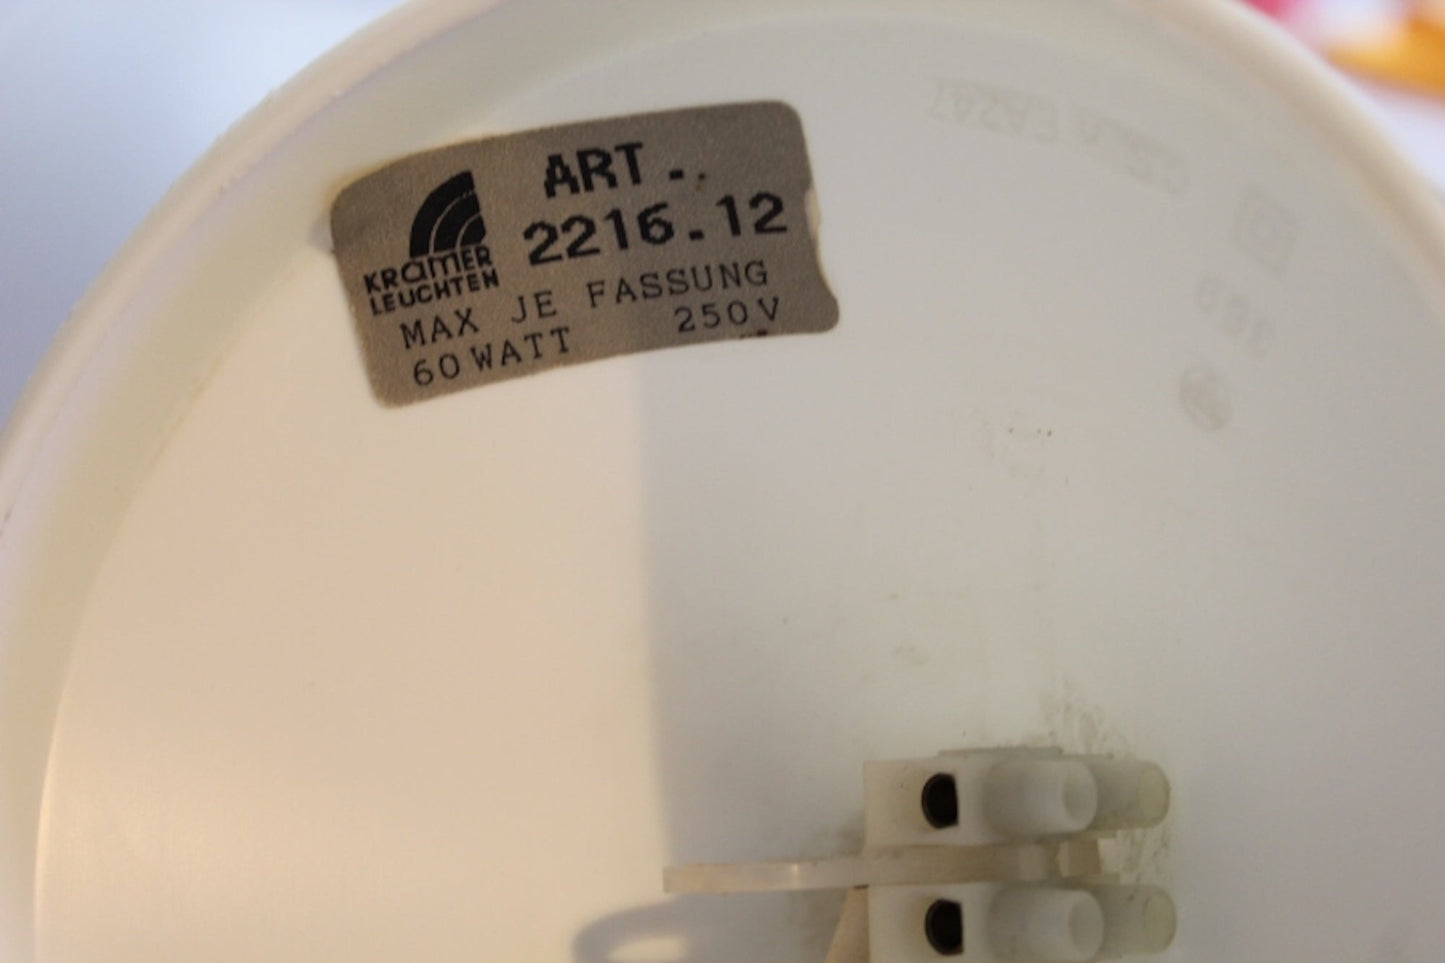 ART.
2216.12
KRAMER
LEUCHTEN
MAX JE FASSUNG
60 WATT 250V